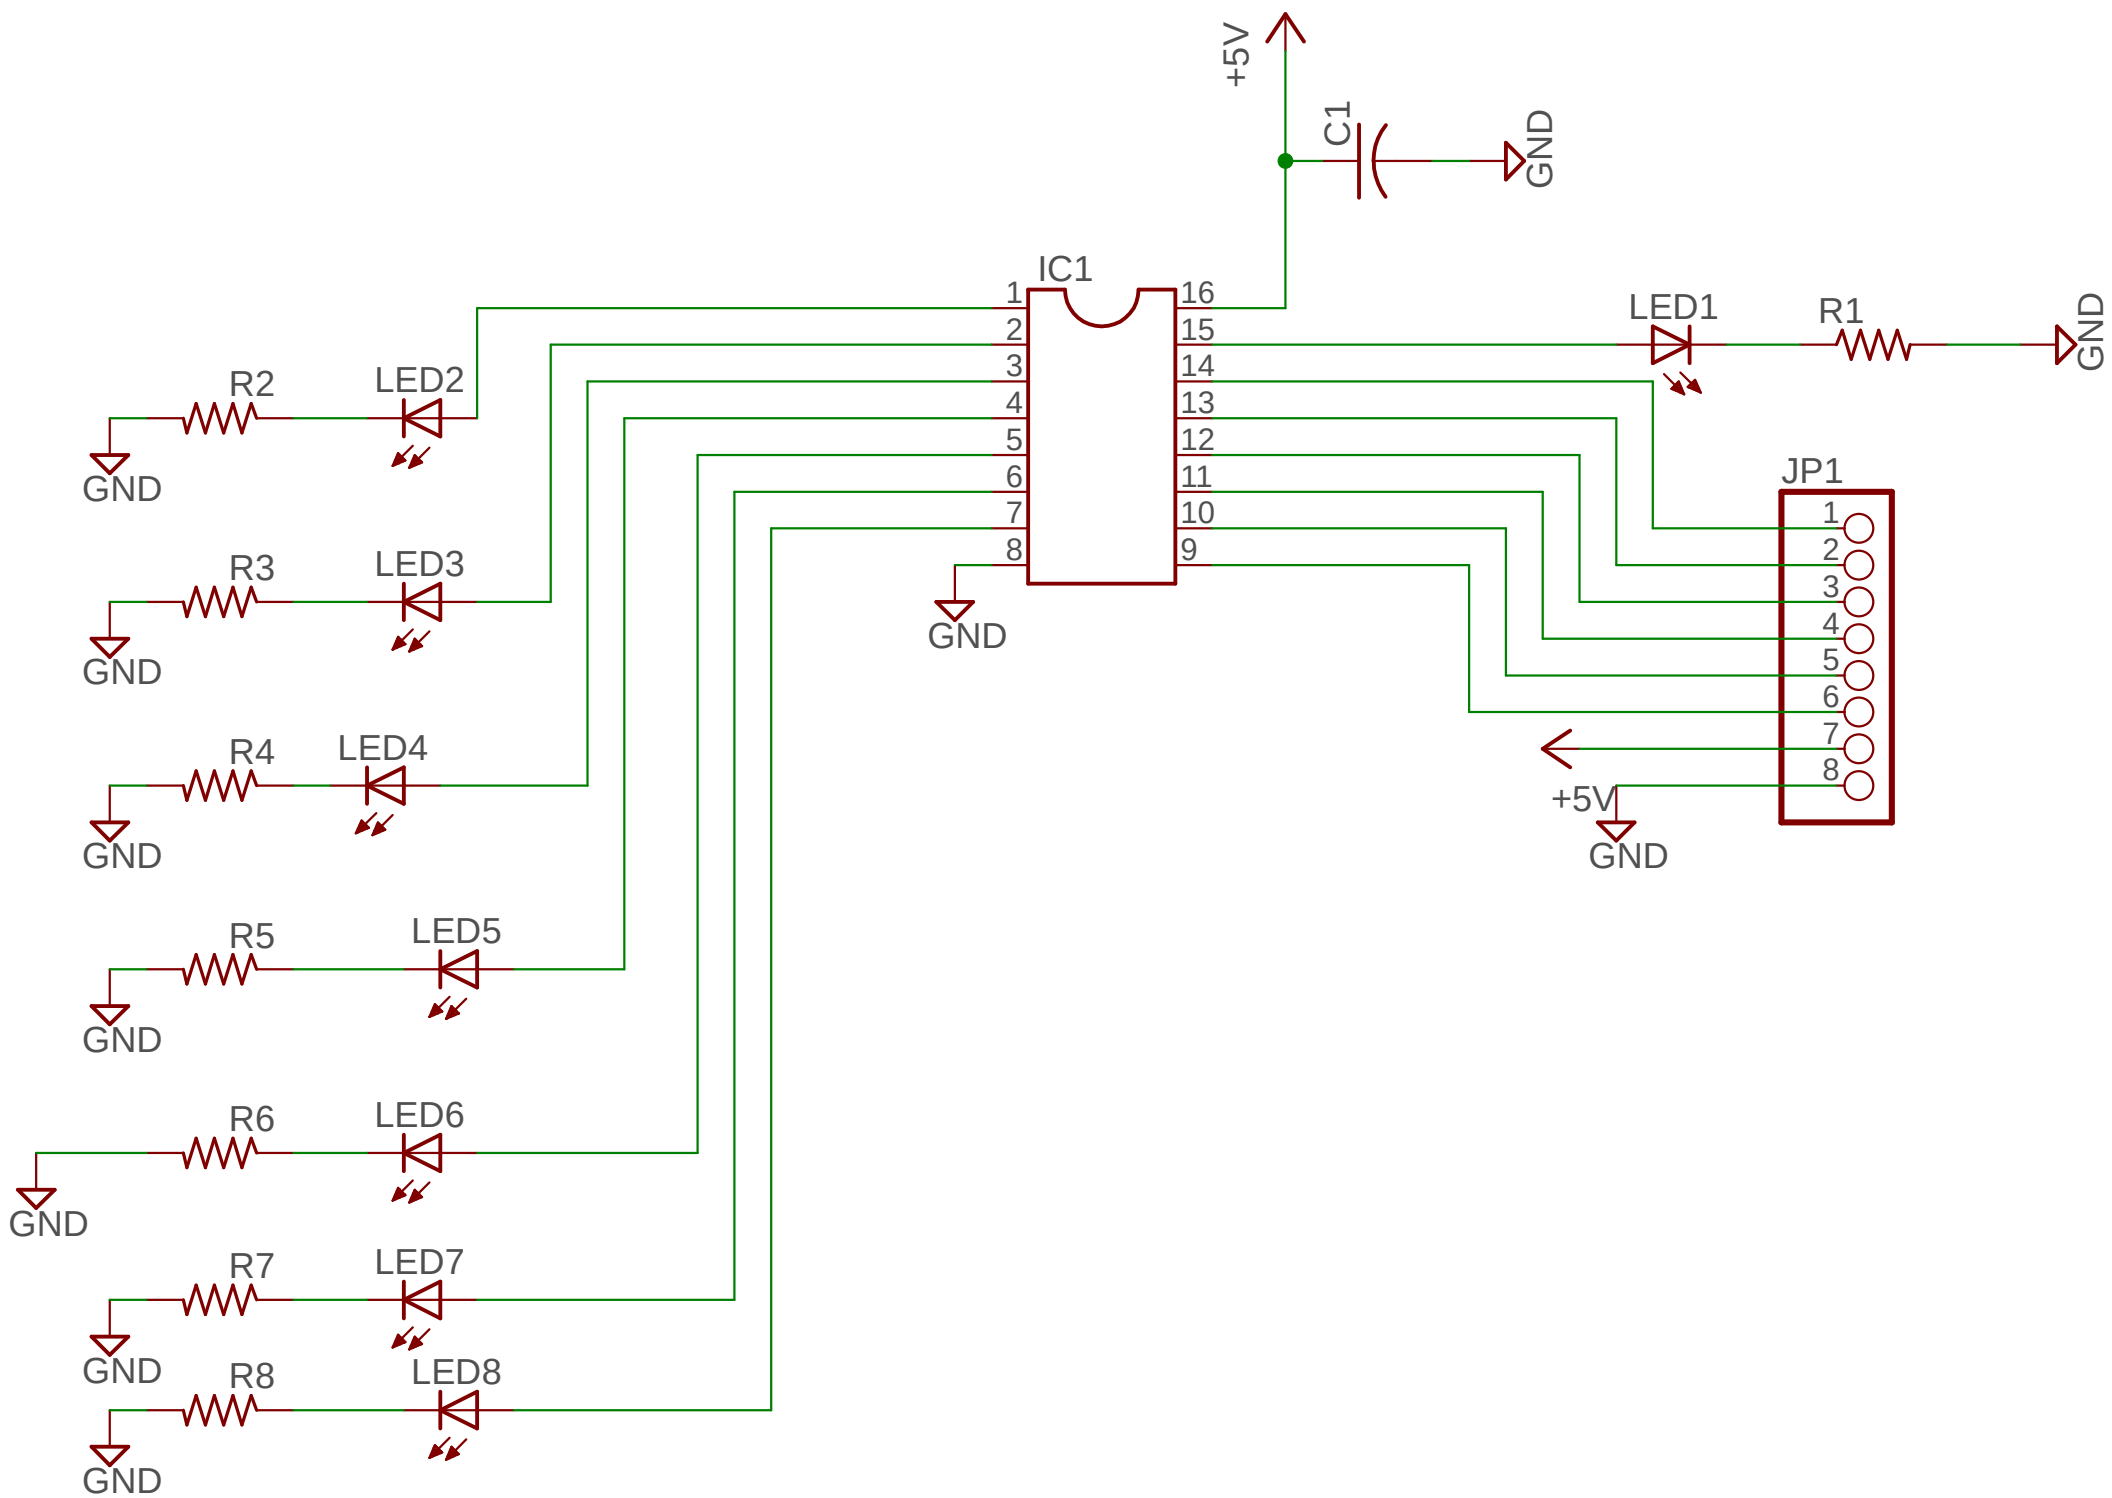 +5V
C1
GND
IC1
1
2
3
4
5
6
7
8
16
15
14
13
12
11
10
9
GND
LED1
R1
GND
JP1
1
2
3
4
5
6
7
8
+5V
GND
R2
LED2
GND
R3
LED3
GND
R4
LED4
GND
R5
LED5
GND
R6
LED6
GND
R7
LED7
GND
R8
LED8
GND